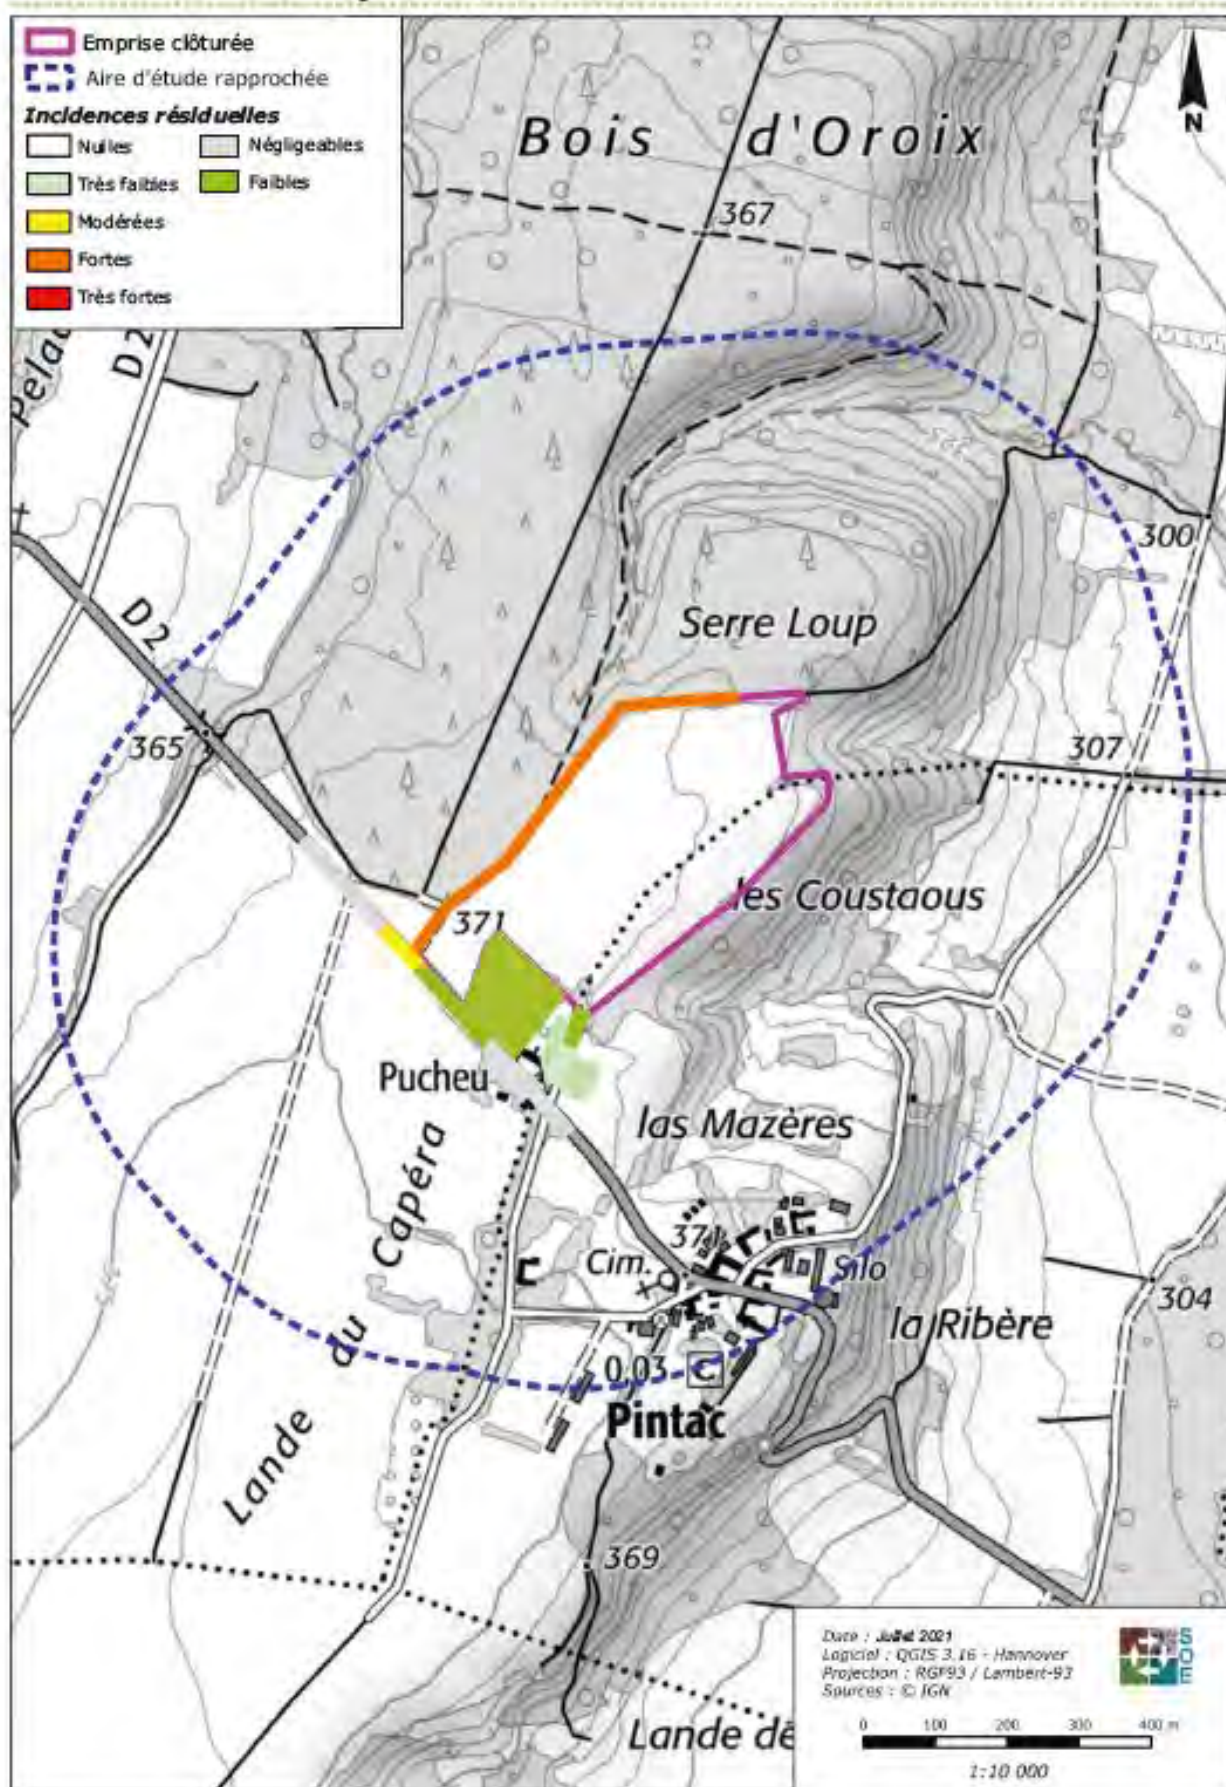 Emprise clôturée
Aire d'étude rapprochée
Incidences résiduelles
Nulles
Négligeables
Très faibles
Faibles
Modérées
Fortes
Très fortes
N
Bois d'Oroix
367
D 2
300
D 2
Serre Loup
365
307
les Coustaous
371
Pucheu
las Mazères
Lande du Capéra
Cim.
Silo
304
la Ribère
0,03 C
Pintac
369
Date : Juillet 2021
Logiciel : QGIS 3.16 - Hannover
Projection : RGF93 / Lambert-93
Sources : © IGN
SOE
0 100 200 300 400 m
1:10 000
Lande de